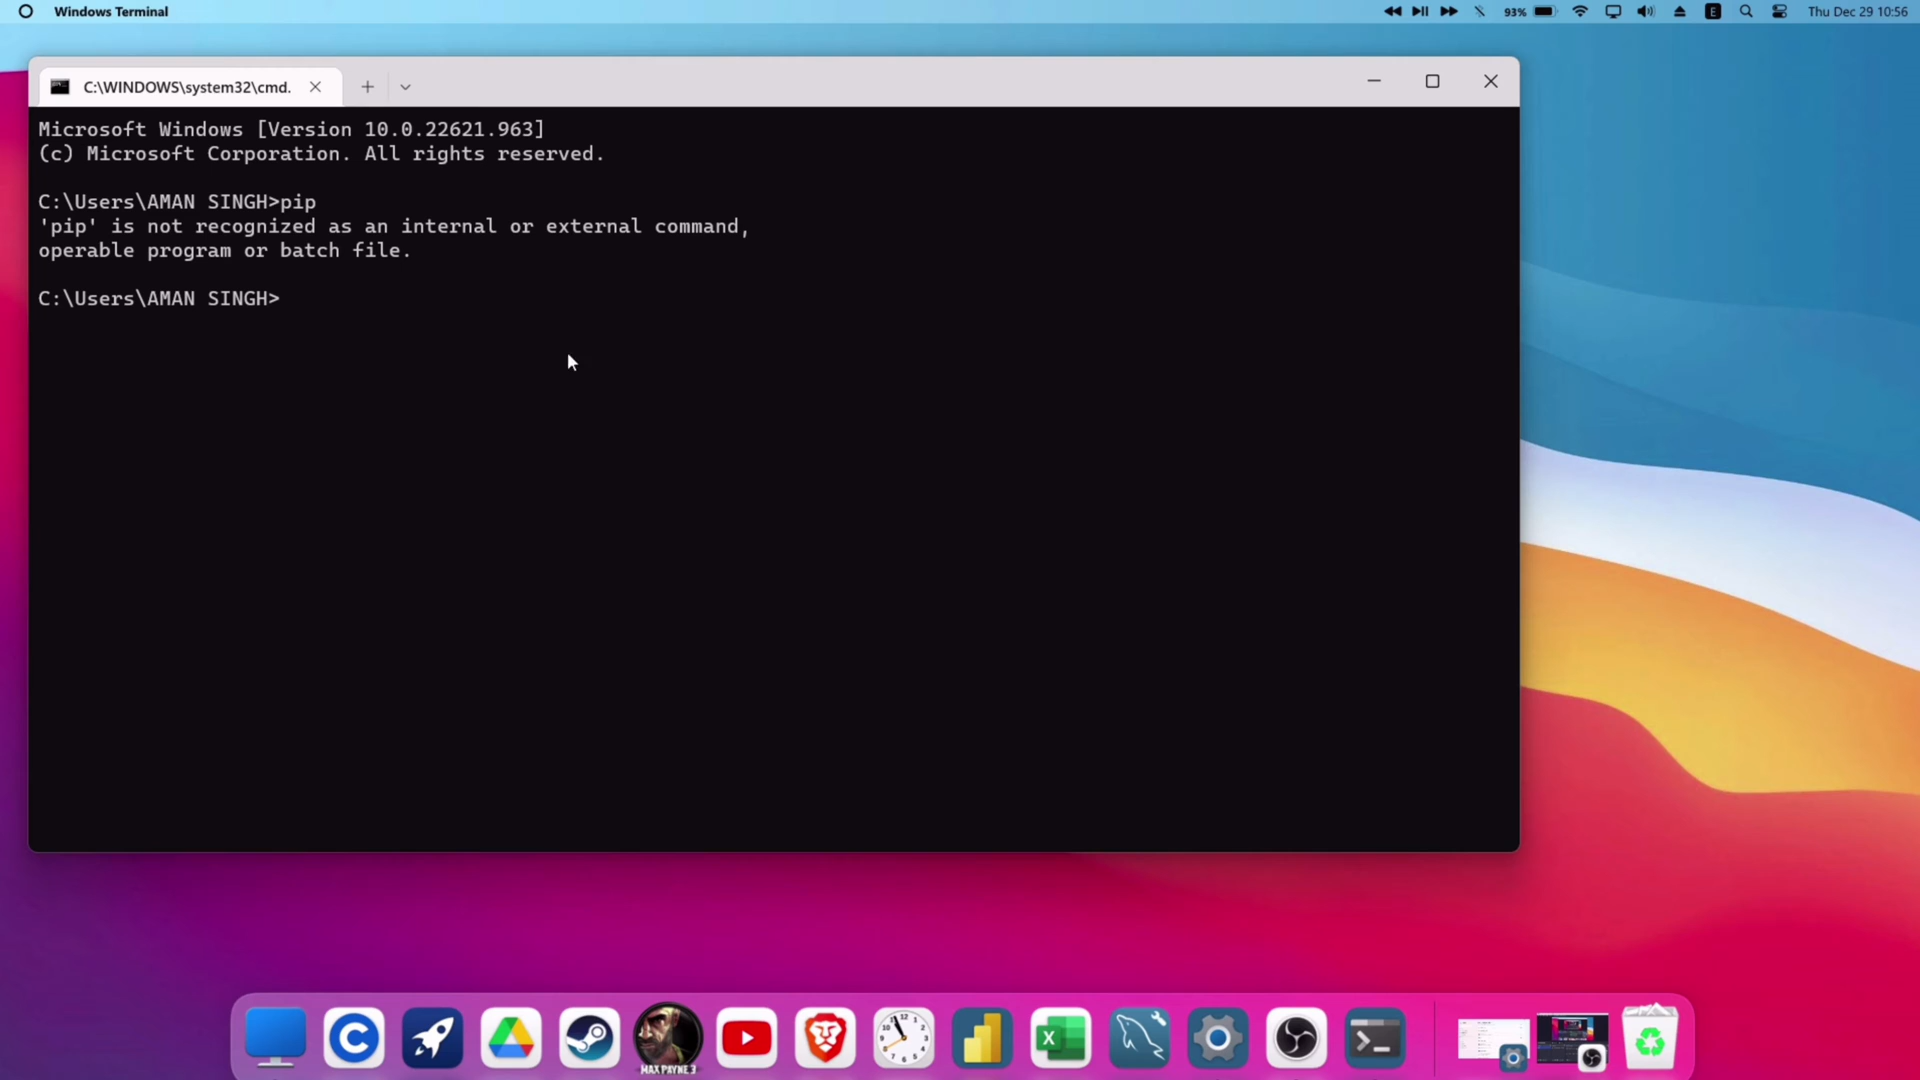 Windows Terminal
93%
E
Thu Dec 29 10:56
C:\WINDOWS\system32\cmd.
Microsoft Windows [Version 10.0.22621.963]
(c) Microsoft Corporation. All rights reserved.
C:\Users\AMAN SINGH>pip
'pip' is not recognized as an internal or external command,
operable program or batch file.
C:\Users\AMAN SINGH>
MAX PAYNE 3